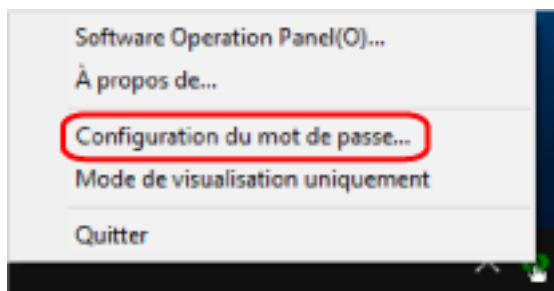 Software Operation Panel(O)...
À propos de...
Configuration du mot de passe...
Mode de visualisation uniquement
Quitter